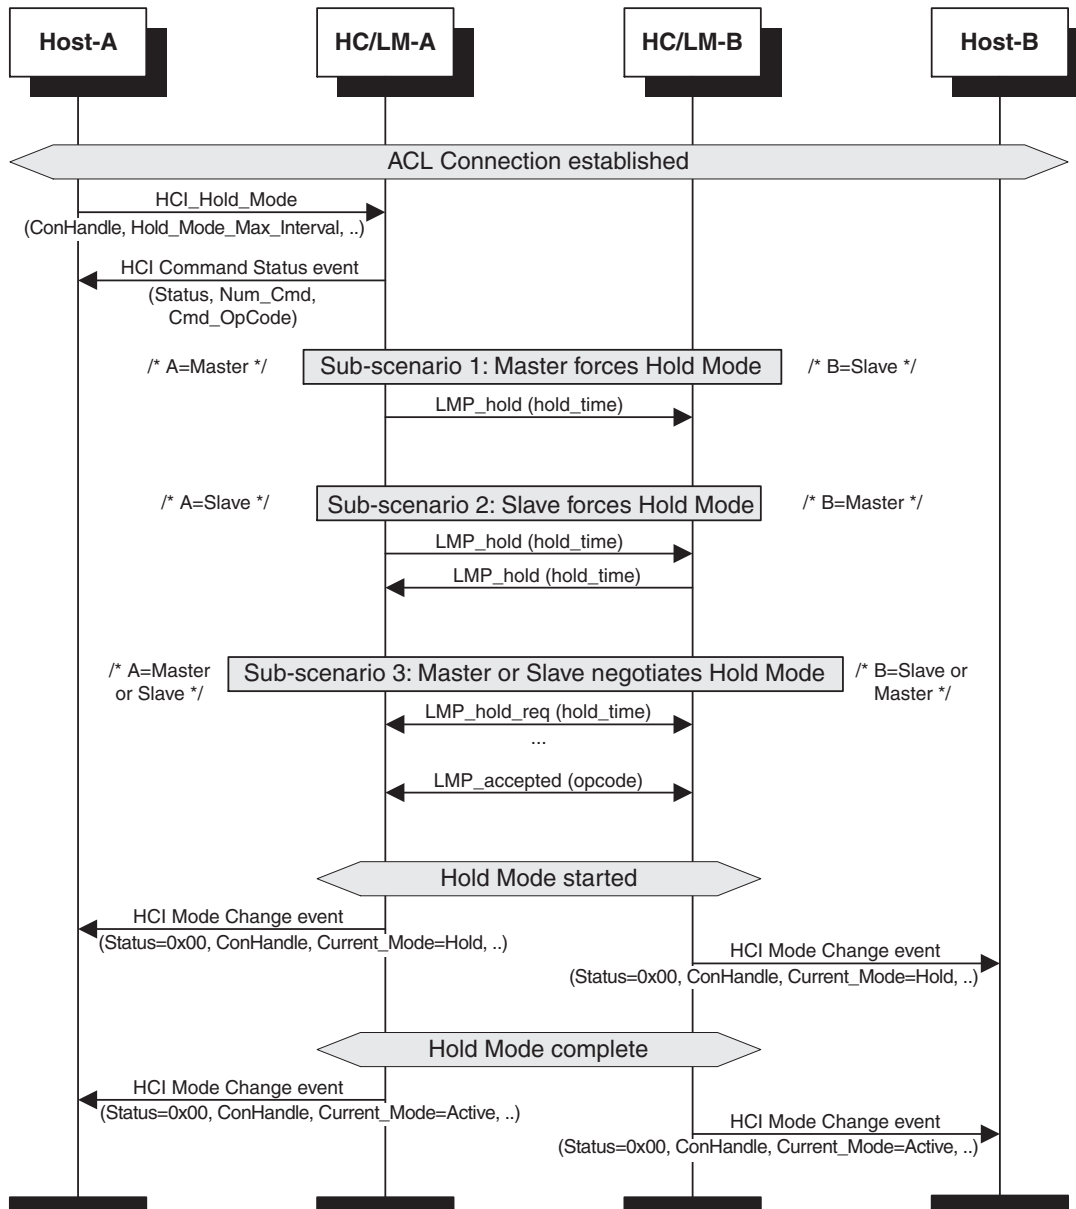 Host-A
HC/LM-A
HC/LM-B
Host-B
ACL Connection established
HCI_Hold_Mode
(ConHandle, Hold_Mode_Max_Interval, ..)
HCI Command Status event
(Status, Num_Cmd,
Cmd_OpCode)
/* A=Master */
Sub-scenario 1: Master forces Hold Mode
/* B=Slave */
LMP_hold (hold_time)
/* A=Slave */
Sub-scenario 2: Slave forces Hold Mode
/* B=Master */
LMP_hold (hold_time)
LMP_hold (hold_time)
/* A=Master
or Slave */
Sub-scenario 3: Master or Slave negotiates Hold Mode
/* B=Slave or
Master */
LMP_hold_req (hold_time)
...
LMP_accepted (opcode)
Hold Mode started
HCI Mode Change event
(Status=0x00, ConHandle, Current_Mode=Hold, ..)
HCI Mode Change event
(Status=0x00, ConHandle, Current_Mode=Hold, ..)
Hold Mode complete
HCI Mode Change event
(Status=0x00, ConHandle, Current_Mode=Active, ..)
HCI Mode Change event
(Status=0x00, ConHandle, Current_Mode=Active, ..)